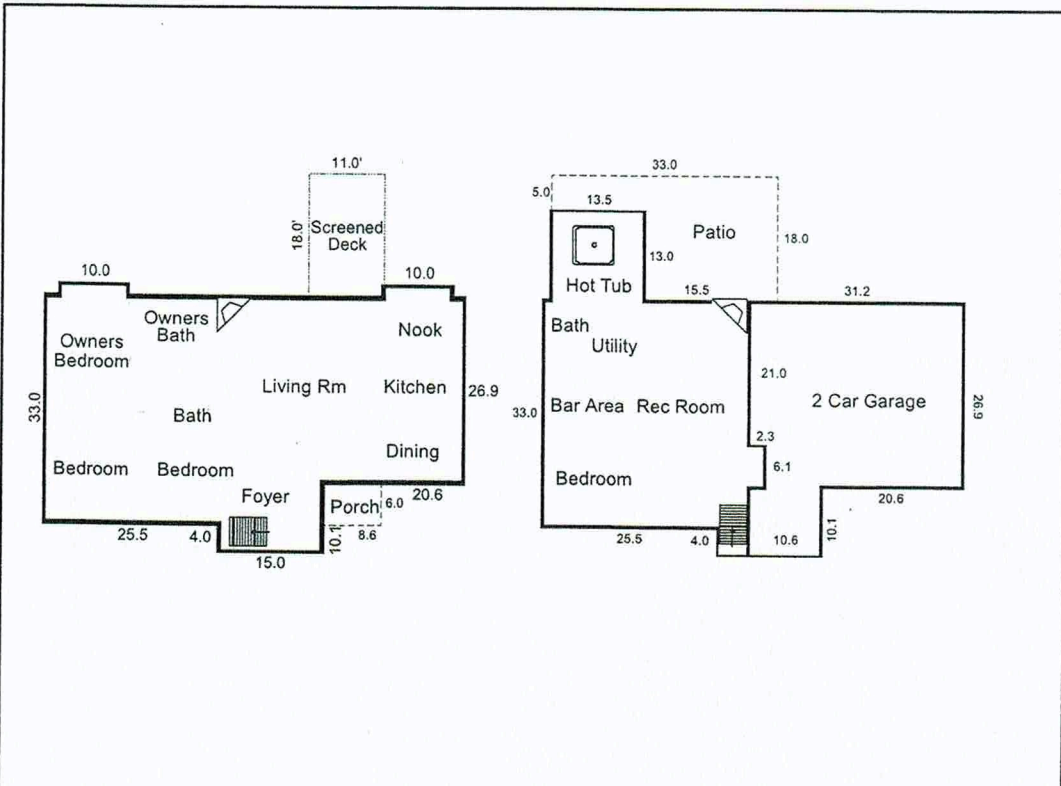 11.0'
18.0'
Screened
Deck
10.0
10.0
Owners
Bath
Owners
Bedroom
Nook
Living Rm
Kitchen
26.9
33.0
Bath
Dining
Bedroom
Bedroom
Foyer
Porch
6.0
20.6
25.5
4.0
10.1
8.6
15.0
33.0
5.0
13.5
Patio
18.0
13.0
Hot Tub
15.5
31.2
Bath
Utility
21.0
33.0
Bar Area
Rec Room
2 Car Garage
26.9
2.3
6.1
Bedroom
20.6
25.5
4.0
10.6
10.1